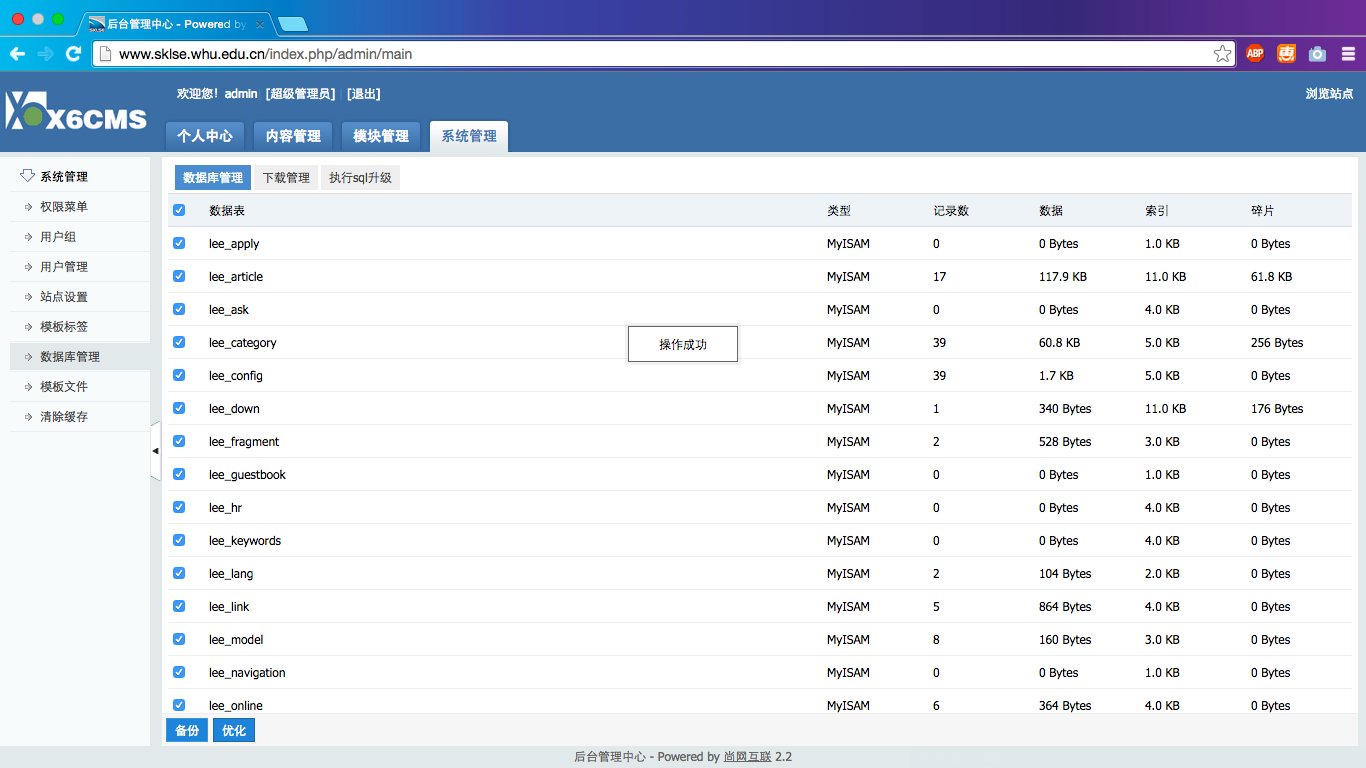 后台管理中心 - Powered by
www.sklse.whu.edu.cn/index.php/admin/main
ABP
惠
X6CMS
欢迎您！admin [超级管理员] [退出]
浏览站点
个人中心 内容管理 模块管理 系统管理
系统管理
权限菜单
用户组
用户管理
站点设置
模板标签
数据库管理
模板文件
清除缓存
数据库管理 下载管理 执行sql升级
数据表 类型 记录数 数据 索引 碎片
lee_apply MyISAM 0 0 Bytes 1.0 KB 0 Bytes
lee_article MyISAM 17 117.9 KB 11.0 KB 61.8 KB
lee_ask MyISAM 0 0 Bytes 4.0 KB 0 Bytes
lee_category MyISAM 39 60.8 KB 5.0 KB 256 Bytes
操作成功
lee_config MyISAM 39 1.7 KB 5.0 KB 0 Bytes
lee_down MyISAM 1 340 Bytes 11.0 KB 176 Bytes
lee_fragment MyISAM 2 528 Bytes 3.0 KB 0 Bytes
lee_guestbook MyISAM 0 0 Bytes 1.0 KB 0 Bytes
lee_hr MyISAM 0 0 Bytes 4.0 KB 0 Bytes
lee_keywords MyISAM 0 0 Bytes 4.0 KB 0 Bytes
lee_lang MyISAM 2 104 Bytes 2.0 KB 0 Bytes
lee_link MyISAM 5 864 Bytes 4.0 KB 0 Bytes
lee_model MyISAM 8 160 Bytes 3.0 KB 0 Bytes
lee_navigation MyISAM 0 0 Bytes 1.0 KB 0 Bytes
lee_online MyISAM 6 364 Bytes 4.0 KB 0 Bytes
备份 优化
后台管理中心 - Powered by 尚网互联 2.2